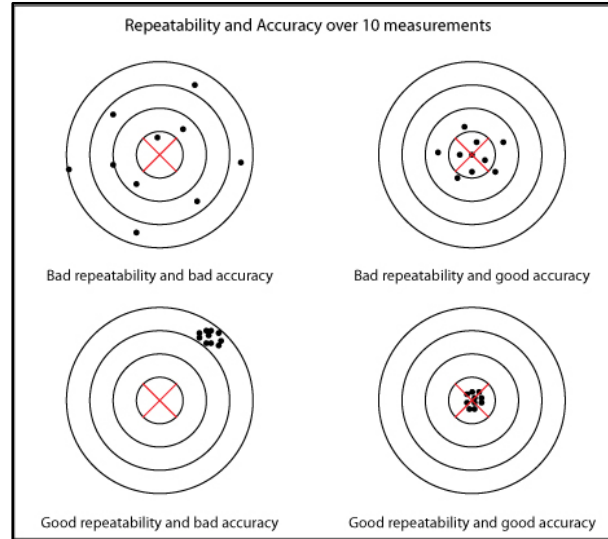 Repeatability and Accuracy over 10 measurements
Bad repeatability and bad accuracy
Bad repeatability and good accuracy
Good repeatability and bad accuracy
Good repeatability and good accuracy